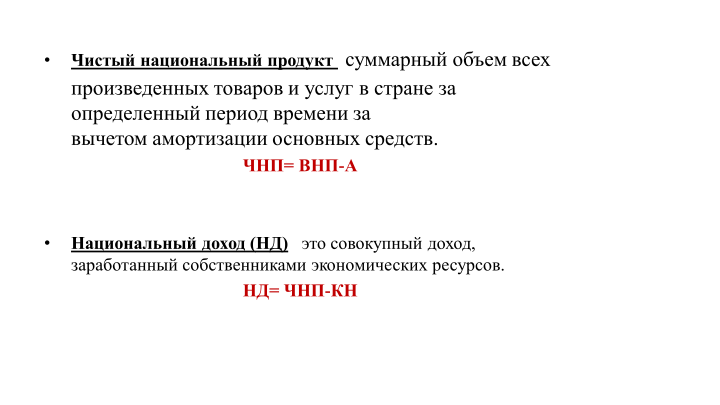 • Чистый национальный продукт суммарный объем всех
произведенных товаров и услуг в стране за
определенный период времени за
вычетом амортизации основных средств.
ЧНП= ВНП-А
• Национальный доход (НД) это совокупный доход,
заработанный собственниками экономических ресурсов.
НД= ЧНП-КН